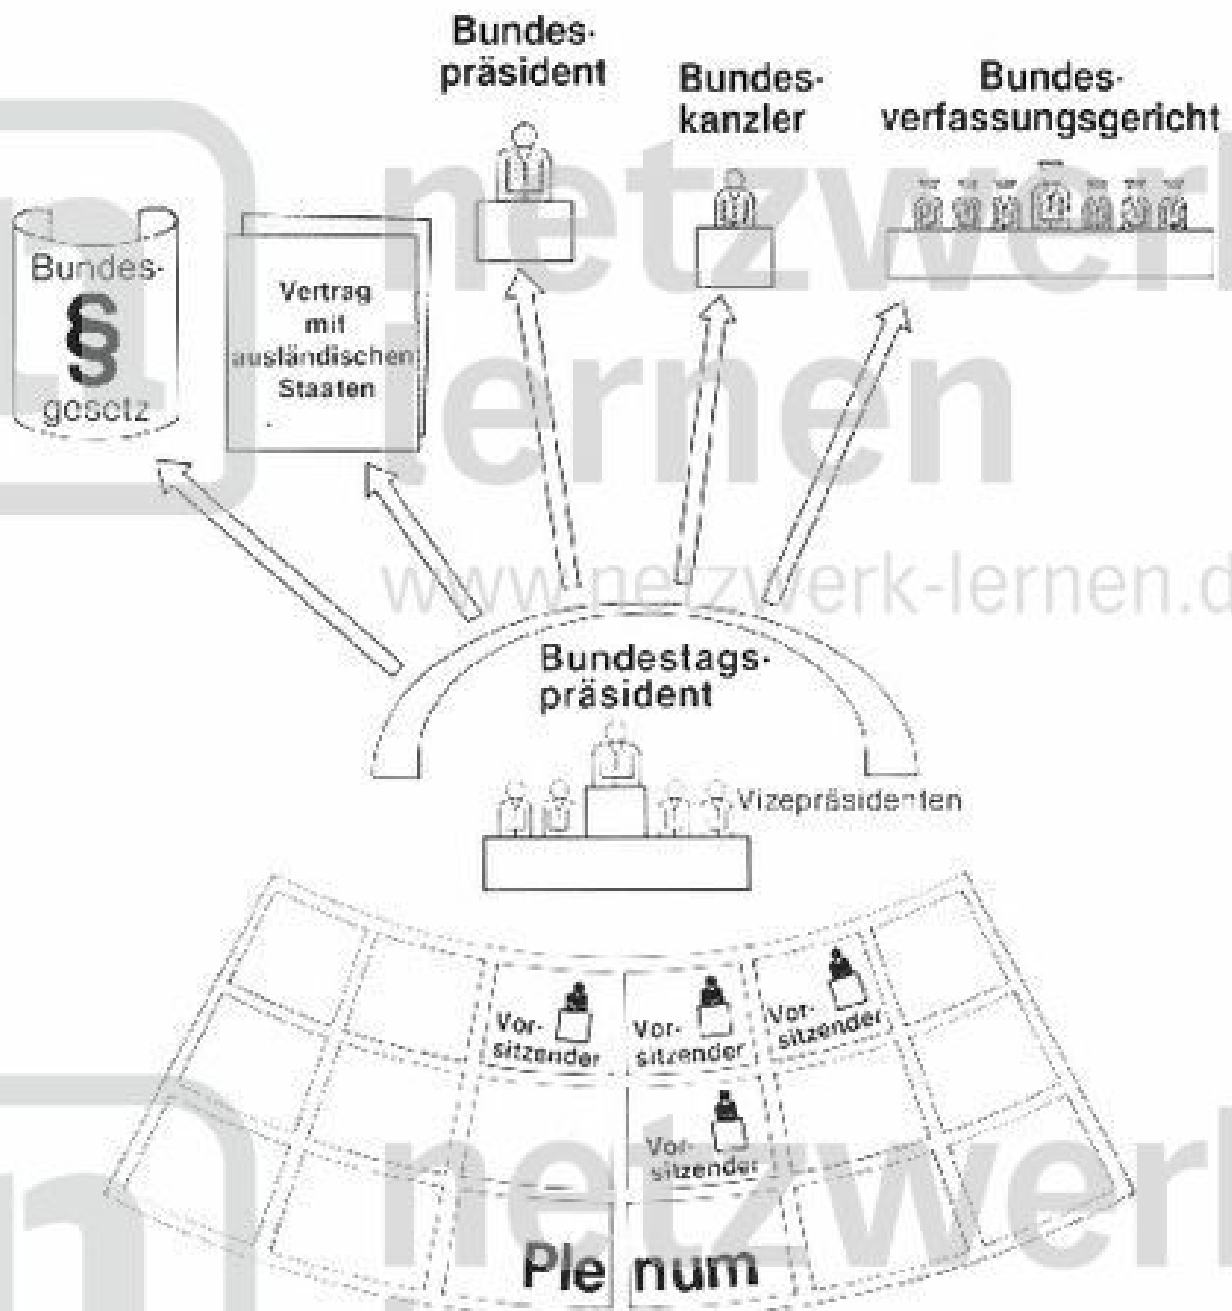 Bundes-
präsident
Bundes-
kanzler
Bundes-
verfassungsgericht
Bundes-
§
gesetz
Vertrag
mit
ausländischen
Staaten
netzwerk
lernen
www.netzwerk-lernen.d
Bundestags-
präsident
Vizepräsidenten
Vor-
sitzender
Vor-
sitzender
Vor-
sitzender
Vor-
sitzender
netzwerk
Plenum